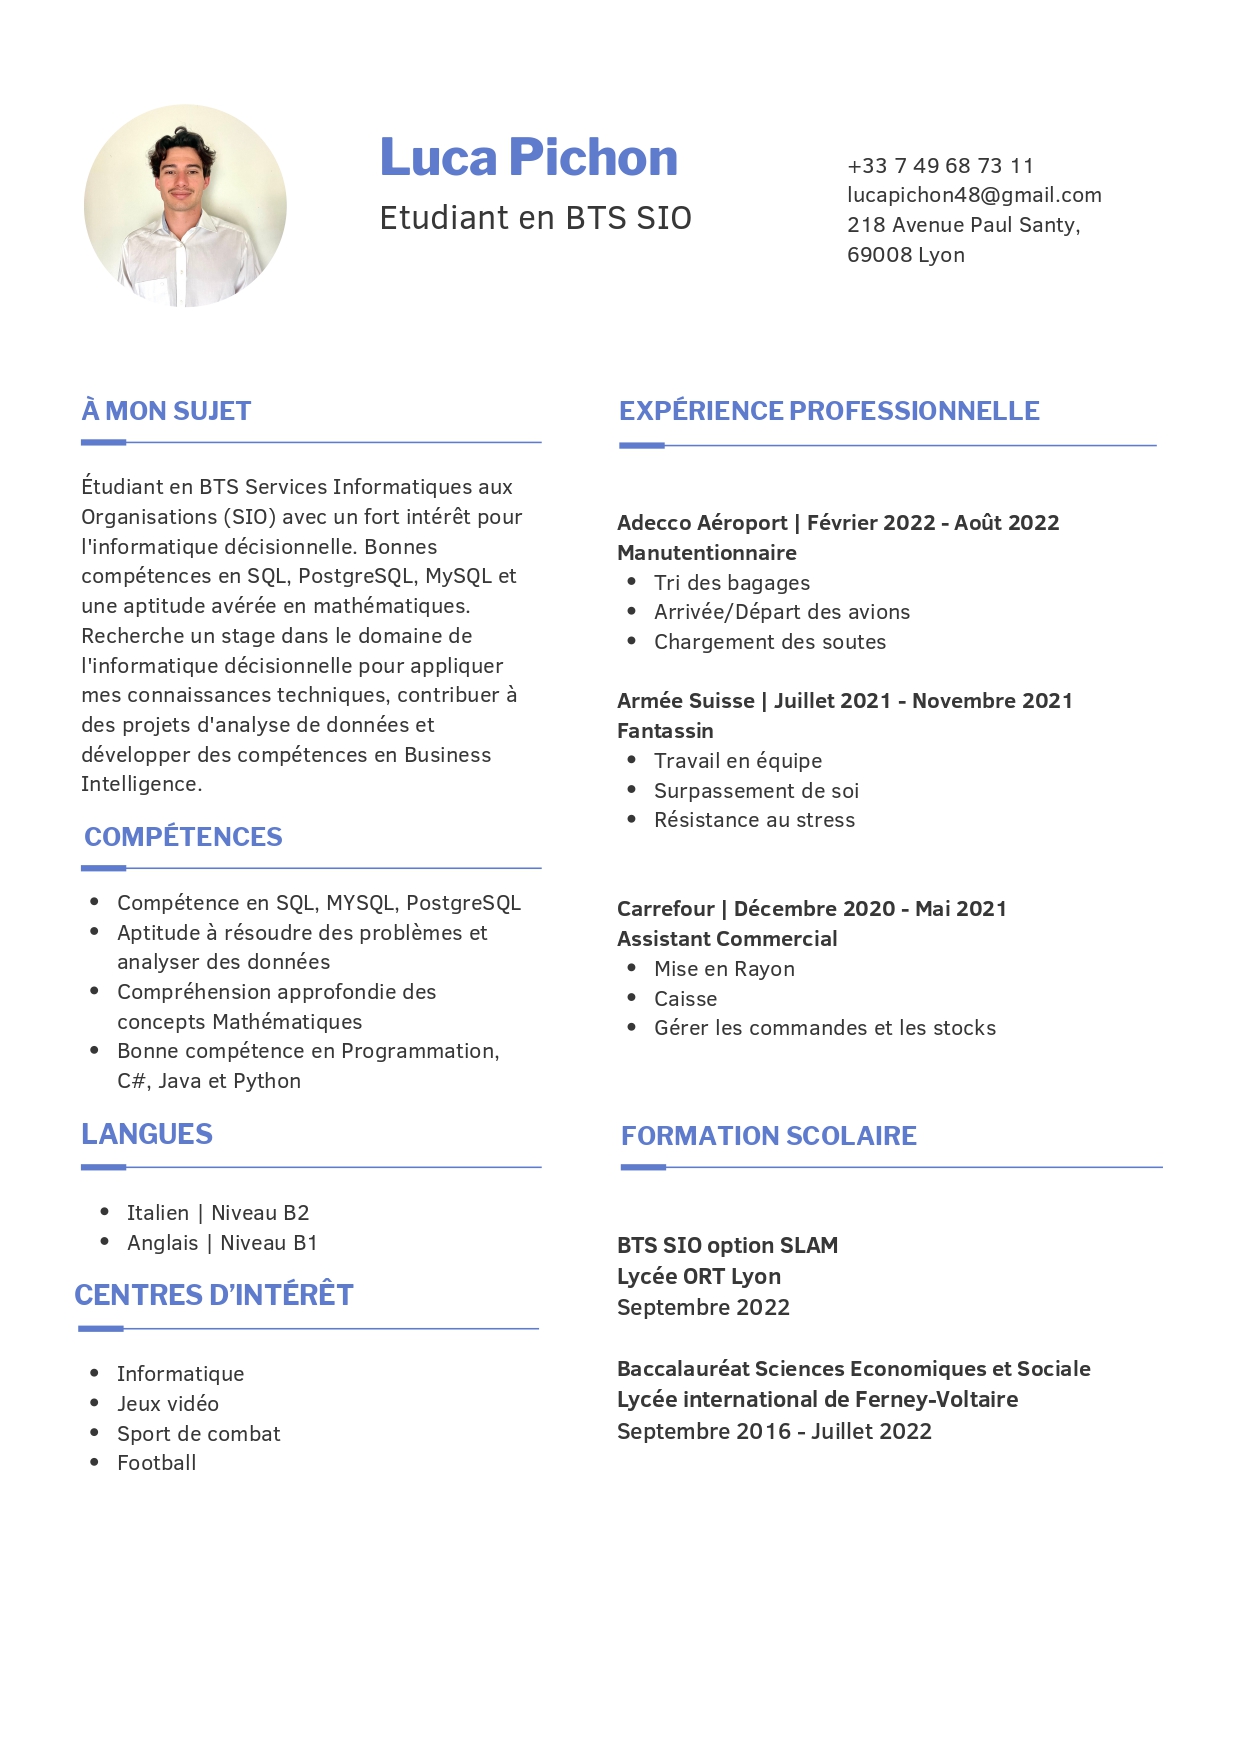 Luca Pichon
Etudiant en BTS SIO
+33 7 49 68 73 11
lucapichon48@gmail.com
218 Avenue Paul Santy,
69008 Lyon
À MON SUJET
Étudiant en BTS Services Informatiques aux
Organisations (SIO) avec un fort intérêt pour
l'informatique décisionnelle. Bonnes
compétences en SQL, PostgreSQL, MySQL et
une aptitude avérée en mathématiques.
Recherche un stage dans le domaine de
l'informatique décisionnelle pour appliquer
mes connaissances techniques, contribuer à
des projets d'analyse de données et
développer des compétences en Business
Intelligence.
COMPÉTENCES
• Compétence en SQL, MYSQL, PostgreSQL
• Aptitude à résoudre des problèmes et
analyser des données
• Compréhension approfondie des
concepts Mathématiques
• Bonne compétence en Programmation,
C#, Java et Python
LANGUES
• Italien | Niveau B2
• Anglais | Niveau B1
CENTRES D’INTÉRÊT
• Informatique
• Jeux vidéo
• Sport de combat
• Football
EXPÉRIENCE PROFESSIONNELLE
Adecco Aéroport | Février 2022 - Août 2022
Manutentionnaire
• Tri des bagages
• Arrivée/Départ des avions
• Chargement des soutes
Armée Suisse | Juillet 2021 - Novembre 2021
Fantassin
• Travail en équipe
• Surpassement de soi
• Résistance au stress
Carrefour | Décembre 2020 - Mai 2021
Assistant Commercial
• Mise en Rayon
• Caisse
• Gérer les commandes et les stocks
FORMATION SCOLAIRE
BTS SIO option SLAM
Lycée ORT Lyon
Septembre 2022
Baccalauréat Sciences Economiques et Sociale
Lycée international de Ferney-Voltaire
Septembre 2016 - Juillet 2022